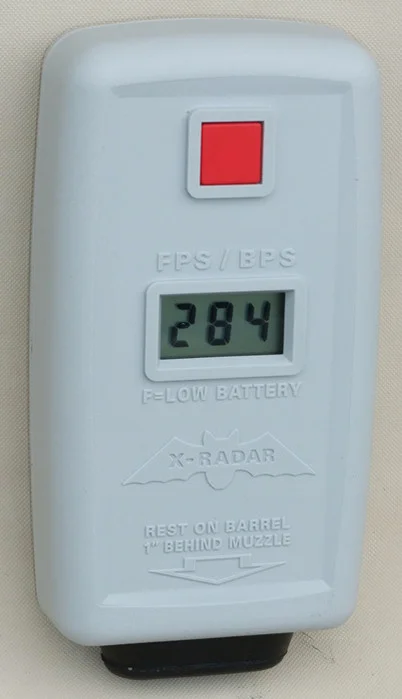 FPS / BPS
284
F=LOW BATTERY
X-RADAR
REST ON BARREL
1" BEHIND MUZZLE